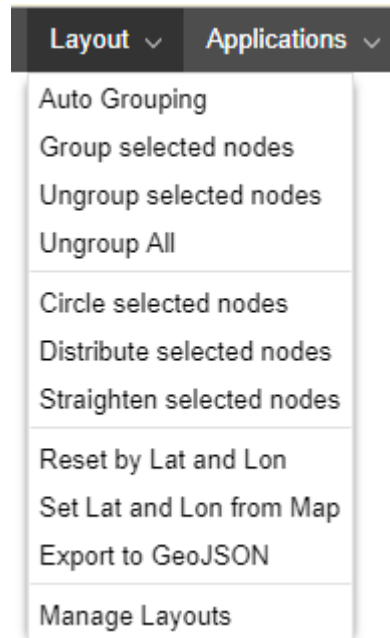 Layout Applications
Auto Grouping
Group selected nodes
Ungroup selected nodes
Ungroup All
Circle selected nodes
Distribute selected nodes
Straighten selected nodes
Reset by Lat and Lon
Set Lat and Lon from Map
Export to GeoJSON
Manage Layouts